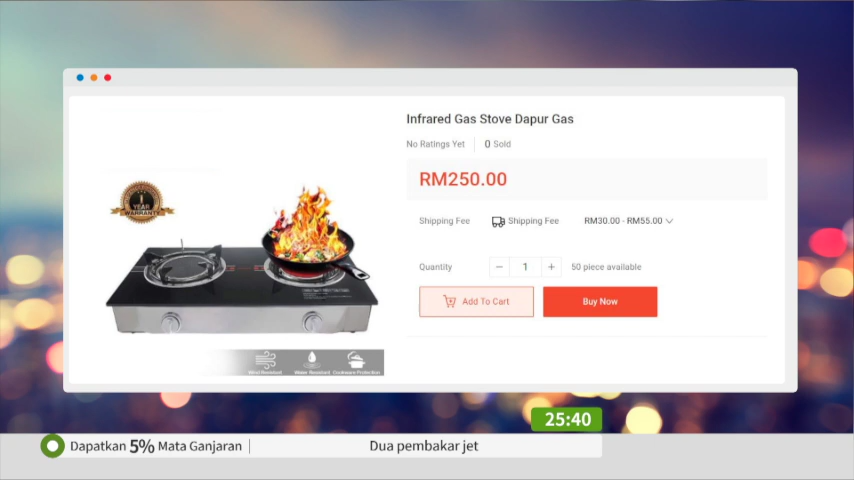 Infrared Gas Stove Dapur Gas
No Ratings Yet
0 Sold
RM250.00
Shipping Fee
Shipping Fee
RM30.00 - RM55.00
1
YEAR
WARRANTY
Quantity
1
50 piece available
Add To Cart
Buy Now
Wind Resistant
Water Resistant
Cookware Protection
25:40
Dapatkan 5% Mata Ganjaran
Dua pembakar jet